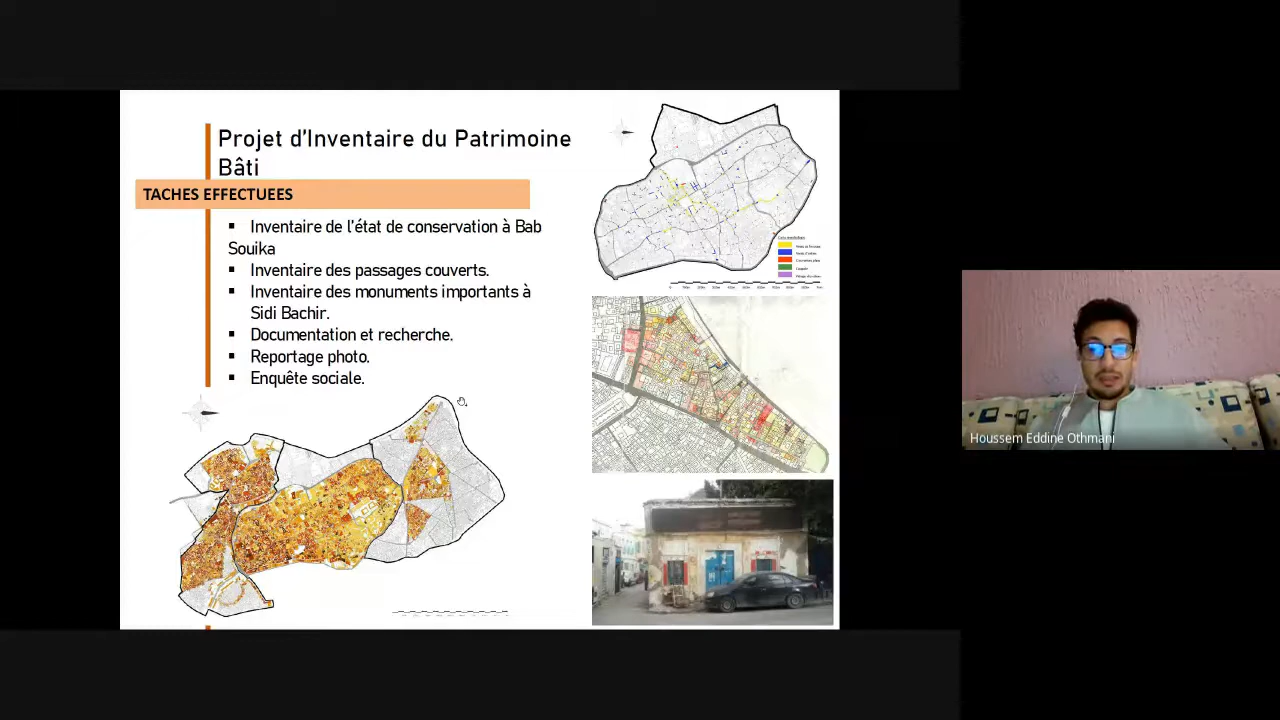 Projet d'Inventaire du Patrimoine
Bâti
TACHES EFFECTUEES
▪ Inventaire de l'état de conservation à Bab
Souika
▪ Inventaire des passages couverts.
▪ Inventaire des monuments importants à
Sidi Bachir.
▪ Documentation et recherche.
▪ Reportage photo.
▪ Enquête sociale.
Houssem Eddine Othmani